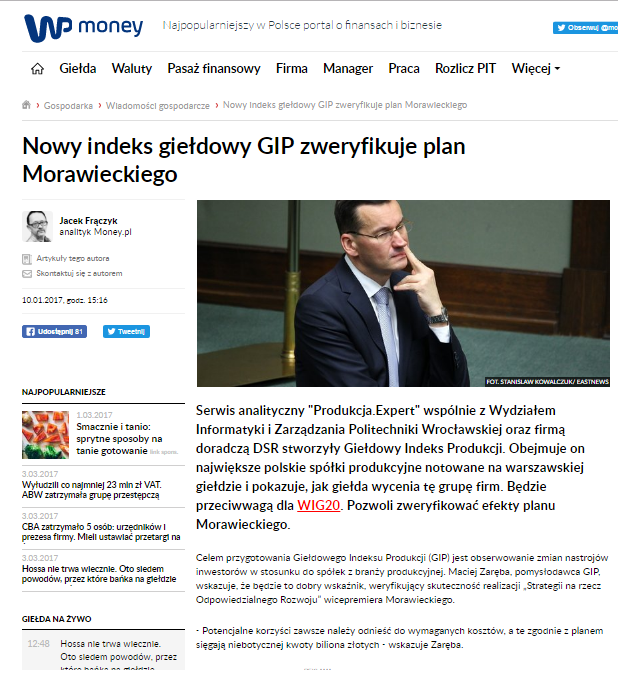 wp money
Najpopularniejszy w Polsce portal o finansach i biznesie
Obserwuj @mo
Giełda Waluty Pasaż finansowy Firma Manager Praca Rozlicz PIT Więcej
› Gospodarka › Wiadomości gospodarcze › Nowy indeks giełdowy GIP zweryfikuje plan Morawieckiego
Nowy indeks giełdowy GIP zweryfikuje plan
Morawieckiego
Jacek Frączyk
analityk Money.pl
Artykuły tego autora
Skontaktuj się z autorem
10.01.2017, godz. 15:16
Udostępnij 81 Tweetnij
FOT. STANISLAW KOWALCZUK/ EASTNEWS
NAJPOPULARNIEJSZE
1.03.2017
Smacznie i tanio:
sprytne sposoby na
tanie gotowanie link spons.
3.03.2017
Wyłudzili co najmniej 23 mln zł VAT.
ABW zatrzymała grupę przestępczą
3.03.2017
CBA zatrzymało 5 osób: urzędników i
prezesa firmy. Mieli ustawiać przetargi na
3.03.2017
Hossa nie trwa wiecznie. Oto siedem
powodów, przez które bańka na giełdzie
GIEŁDA NA ŻYWO
12:48 Hossa nie trwa wiecznie.
Oto siedem powodów, przez
które bańka na giełdzie
Serwis analityczny "Produkcja.Expert" wspólnie z Wydziałem
Informatyki i Zarządzania Politechniki Wrocławskiej oraz firmą
doradczą DSR stworzyły Giełdowy Indeks Produkcji. Obejmuje on
największe polskie spółki produkcyjne notowane na warszawskiej
giełdzie i pokazuje, jak giełda wycenia tę grupę firm. Będzie
przeciwwagą dla WIG20. Pozwoli zweryfikować efekty planu
Morawieckiego.
Celem przygotowania Giełdowego Indeksu Produkcji (GIP) jest obserwowanie zmian nastrojów
inwestorów w stosunku do spółek z branży produkcyjnej. Maciej Zaręba, pomysłodawca GIP,
wskazuje, że będzie to dobry wskaźnik, weryfikujący skuteczność realizacji „Strategii na rzecz
Odpowiedzialnego Rozwoju” wicepremiera Morawieckiego.
- Potencjalne korzyści zawsze należy odnieść do wymaganych kosztów, a te zgodnie z planem
sięgają niebotycznej kwoty biliona złotych - wskazuje Zaręba.